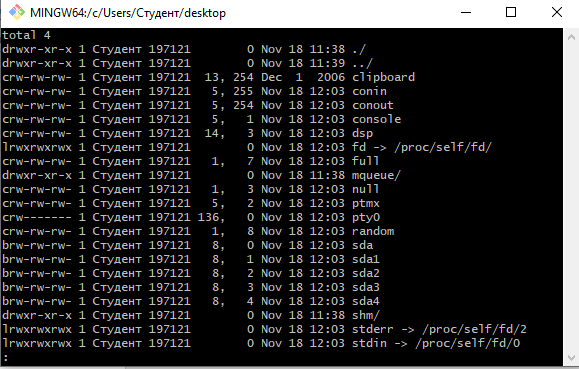 MINGW64:/c/Users/Студент/desktop
total 4
drwxr-xr-x 1 Студент 197121        0 Nov 18 11:38 ./
drwxr-xr-x 1 Студент 197121        0 Nov 18 11:39 ../
crw-rw-rw- 1 Студент 197121  13, 254 Dec  1  2006 clipboard
crw-rw-rw- 1 Студент 197121   5, 255 Nov 18 12:03 conin
crw-rw-rw- 1 Студент 197121   5, 254 Nov 18 12:03 conout
crw-rw-rw- 1 Студент 197121   5,   1 Nov 18 12:03 console
crw-rw-rw- 1 Студент 197121  14,   3 Nov 18 12:03 dsp
lrwxrwxrwx 1 Студент 197121        0 Nov 18 12:03 fd -> /proc/self/fd/
crw-rw-rw- 1 Студент 197121   1,   7 Nov 18 12:03 full
drwxr-xr-x 1 Студент 197121        0 Nov 18 11:38 mqueue/
crw-rw-rw- 1 Студент 197121   1,   3 Nov 18 12:03 null
crw-rw-rw- 1 Студент 197121   5,   2 Nov 18 12:03 ptmx
crw------- 1 Студент 197121 136,   0 Nov 18 12:03 pty0
crw-rw-rw- 1 Студент 197121   1,   8 Nov 18 12:03 random
brw-rw-rw- 1 Студент 197121   8,   0 Nov 18 12:03 sda
brw-rw-rw- 1 Студент 197121   8,   1 Nov 18 12:03 sda1
brw-rw-rw- 1 Студент 197121   8,   2 Nov 18 12:03 sda2
brw-rw-rw- 1 Студент 197121   8,   3 Nov 18 12:03 sda3
brw-rw-rw- 1 Студент 197121   8,   4 Nov 18 12:03 sda4
drwxr-xr-x 1 Студент 197121        0 Nov 18 11:38 shm/
lrwxrwxrwx 1 Студент 197121        0 Nov 18 12:03 stderr -> /proc/self/fd/2
lrwxrwxrwx 1 Студент 197121        0 Nov 18 12:03 stdin -> /proc/self/fd/0
: